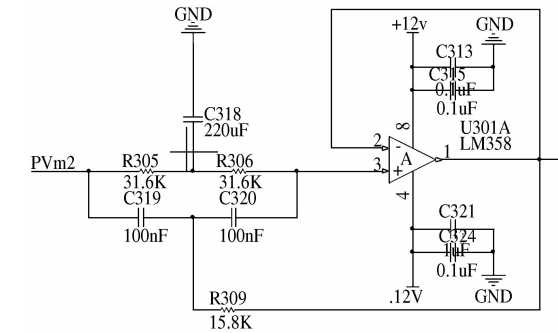 GND
+12v
GND
C313
C315
0.1uF
0.1uF
C318
220uF
8
U301A
LM358
2
-
1
A
3
+
PVm2
R305
R306
31.6K
31.6K
C319
C320
100nF
100nF
4
C321
C324
1uF
0.1uF
.12V
GND
R309
15.8K